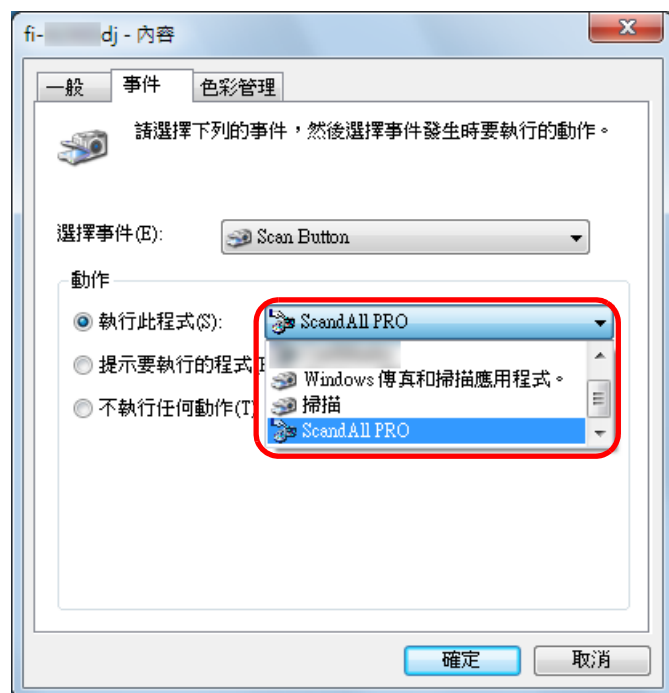 fi- dj - 內容
一般 事件 色彩管理
請選擇下列的事件，然後選擇事件發生時要執行的動作。
選擇事件(E): Scan Button
動作
執行此程式(S): ScandAll PRO
提示要執行的程式
Windows 傳真和掃描應用程式。
不執行任何動作(T)
掃描
ScandAll PRO
確定 取消